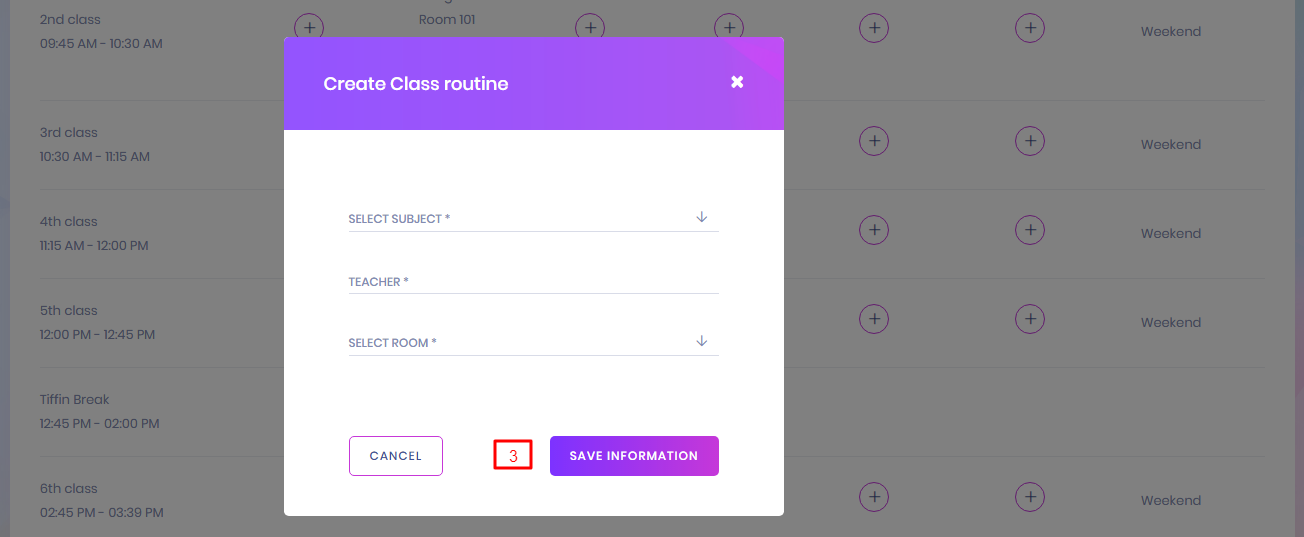 2nd class
09:45 AM - 10:30 AM
Room 101
Weekend
Create Class routine
3rd class
10:30 AM - 11:15 AM
Weekend
SELECT SUBJECT *
4th class
11:15 AM - 12:00 PM
Weekend
TEACHER *
5th class
12:00 PM - 12:45 PM
Weekend
SELECT ROOM *
Tiffin Break
12:45 PM - 02:00 PM
CANCEL
3
SAVE INFORMATION
6th class
02:45 PM - 03:39 PM
Weekend